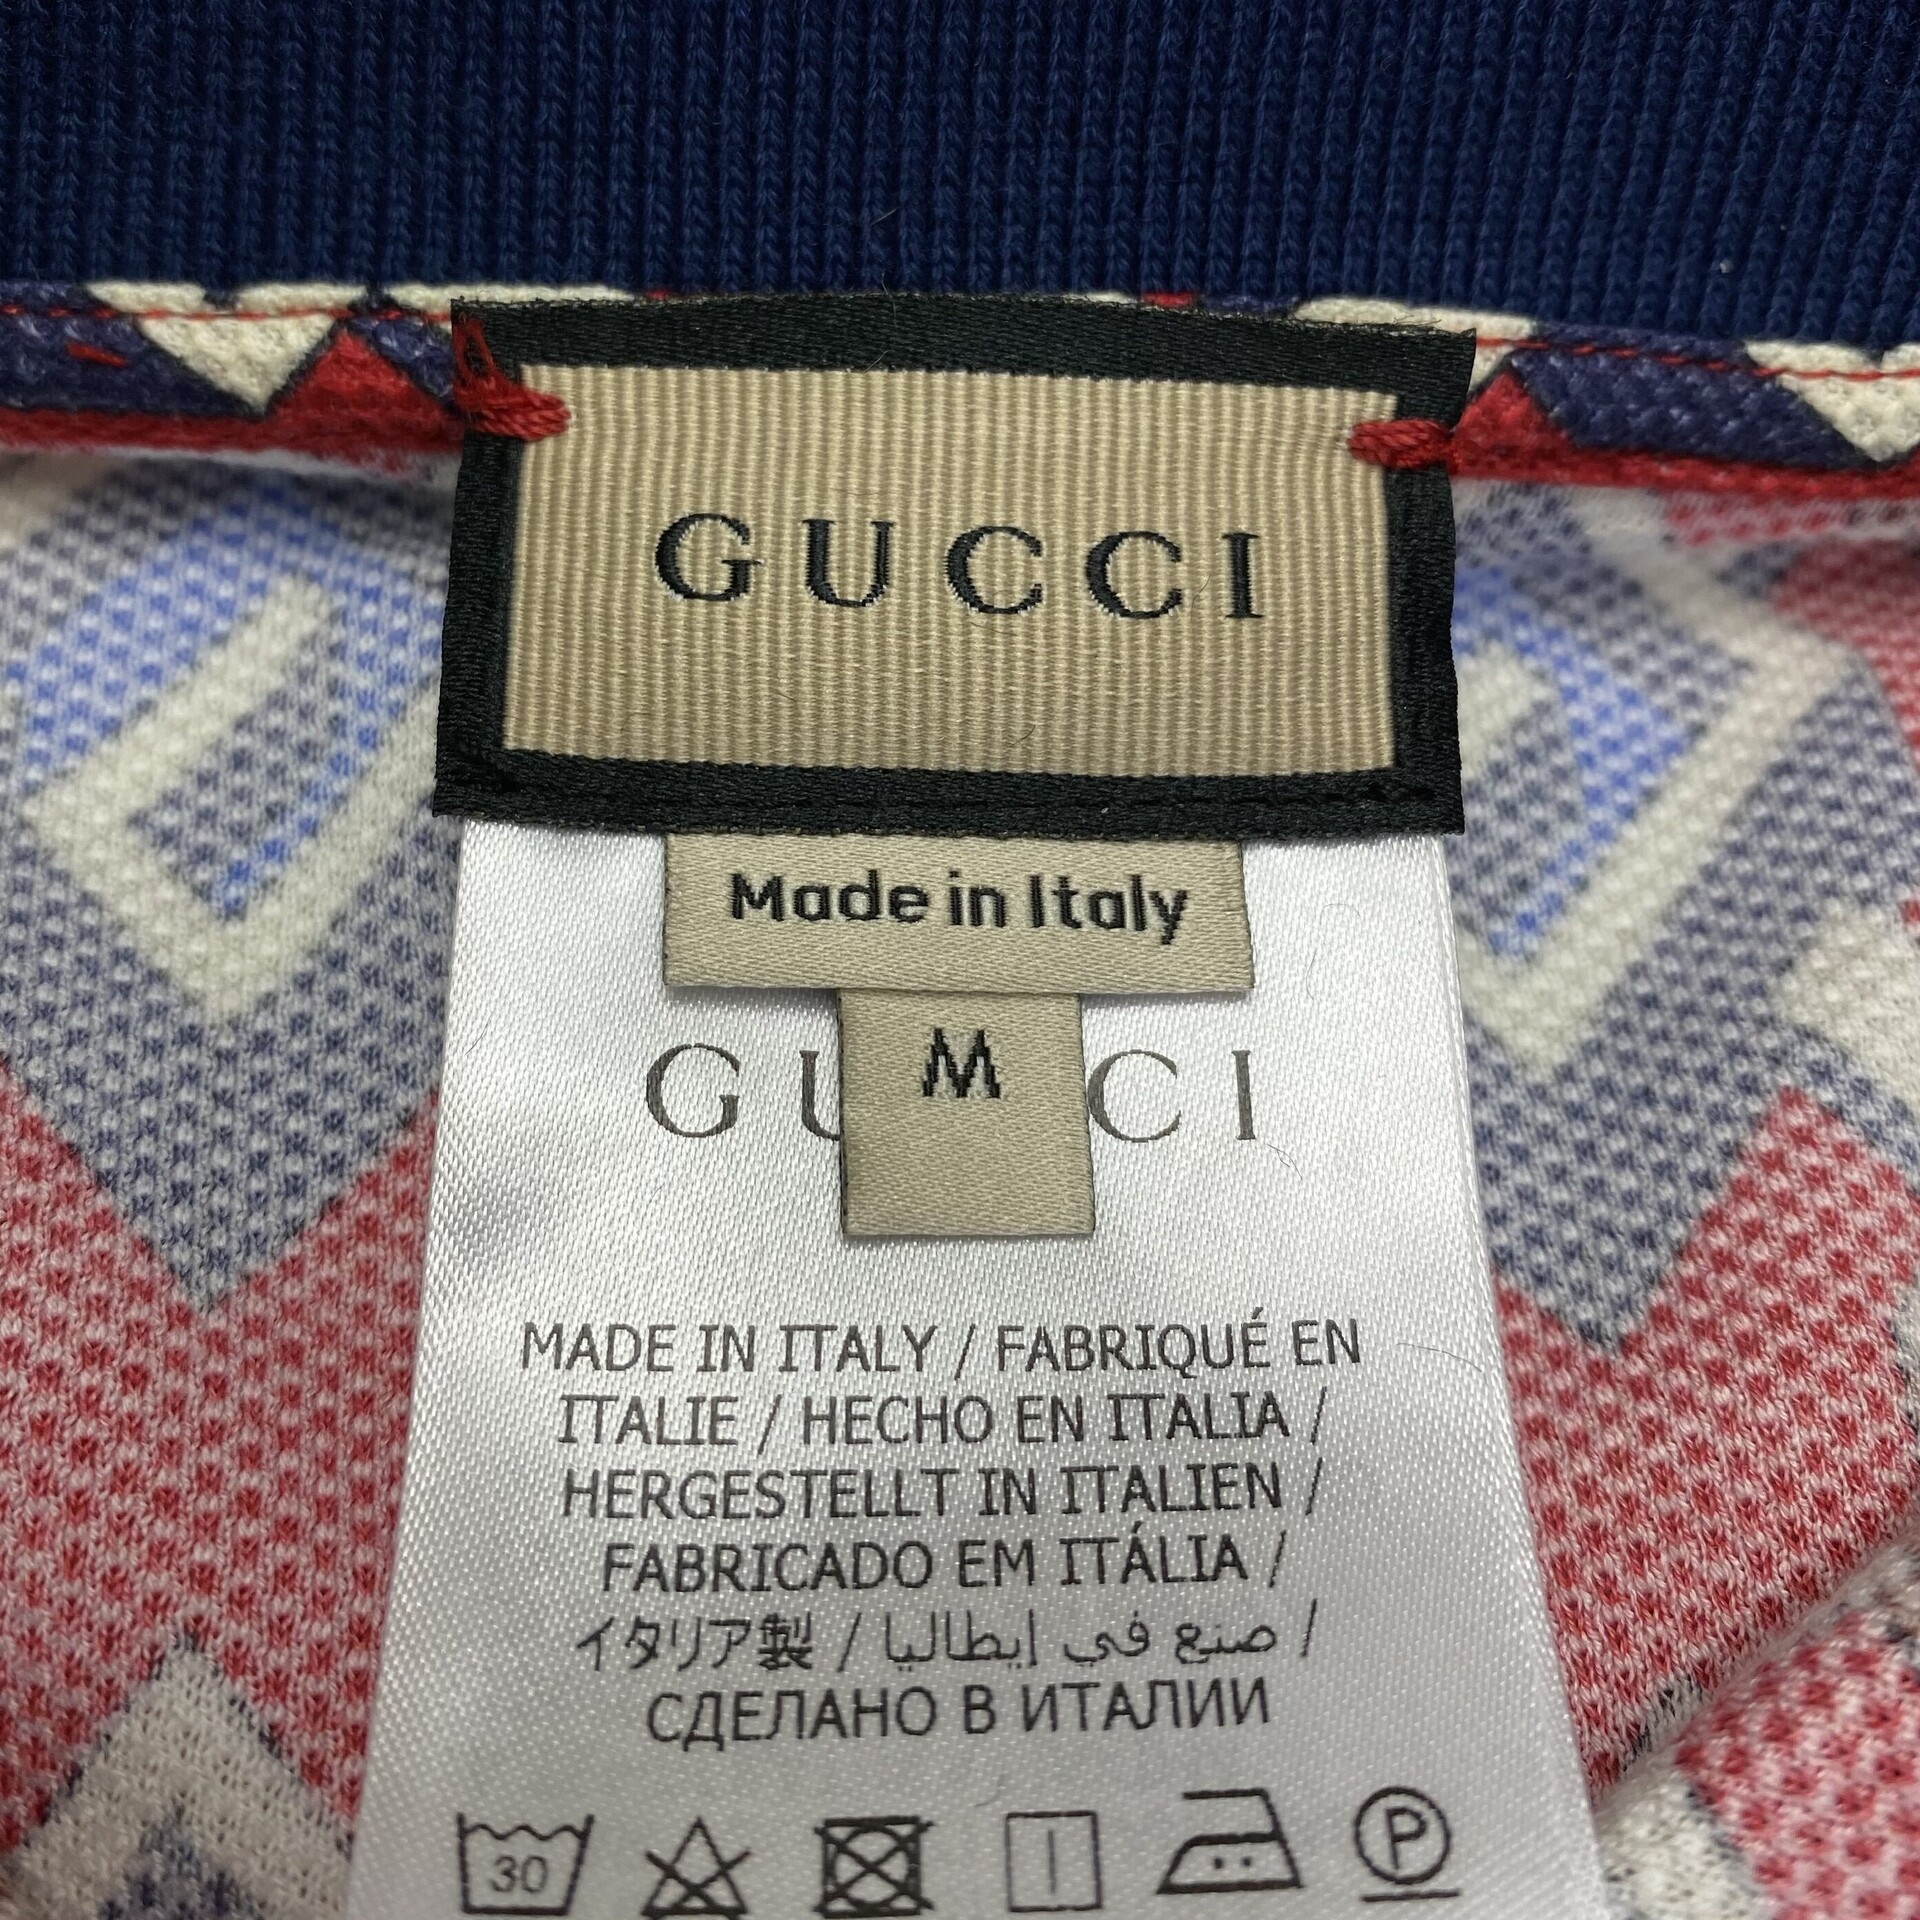 GUCCI
Made in Italy
M
GU CI
MADE IN ITALY / FABRIQUÉ EN
ITALIE / HECHO EN ITALIA /
HERGESTELLT IN ITALIEN /
FABRICADO EM ITÁLIA /
イタリア製 / صنع في إيطاليا /
СДЕЛАНО В ИТАЛИИ
30 P